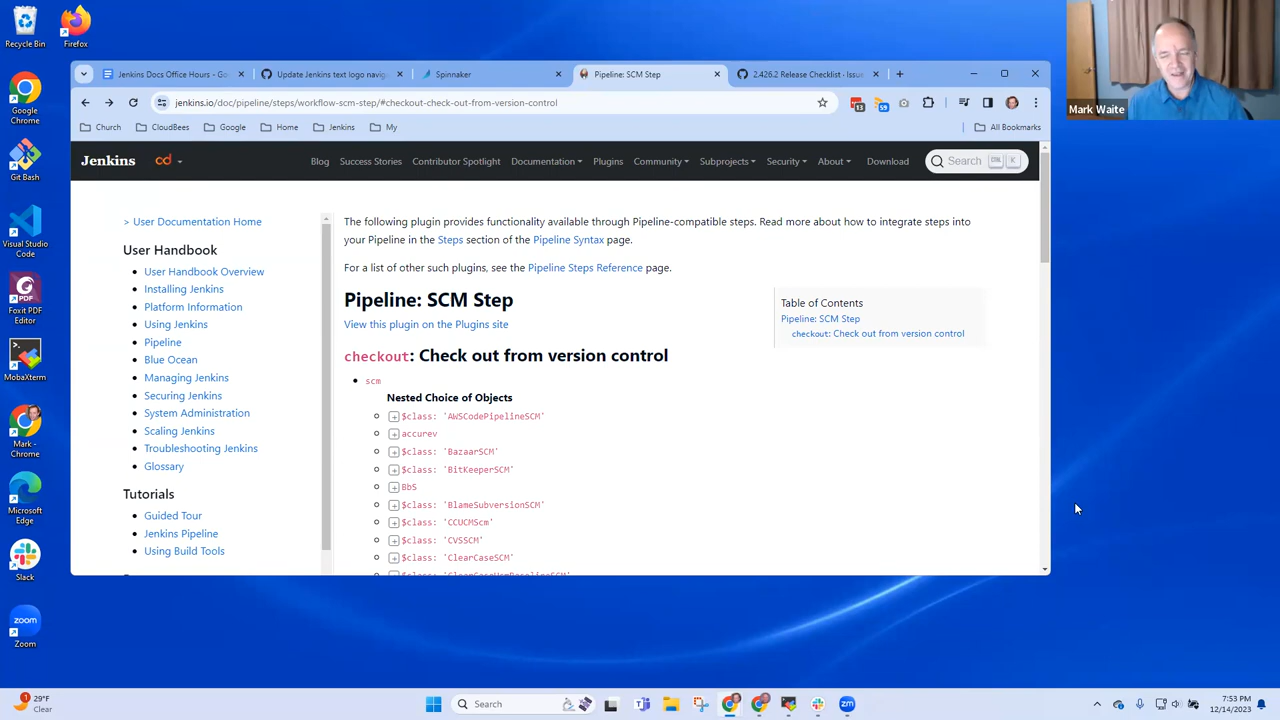 Recycle Bin
Firefox
Google Chrome
Git Bash
Visual Studio Code
Foxit PDF Editor
MobaXterm
Mark - Chrome
Microsoft Edge
Slack
zoom
Zoom
Jenkins Docs Office Hours - Go
Update Jenkins text logo navig
Spinnaker
Pipeline: SCM Step
2.426.2 Release Checklist · Issu
jenkins.io/doc/pipeline/steps/workflow-scm-step/#checkout-check-out-from-version-control
13
59
Church CloudBees Google Home Jenkins My All Bookmarks
Jenkins cd Blog Success Stories Contributor Spotlight Documentation Plugins Community Subprojects Security About Download Search CTRL K
> User Documentation Home
User Handbook
User Handbook Overview
Installing Jenkins
Platform Information
Using Jenkins
Pipeline
Blue Ocean
Managing Jenkins
Securing Jenkins
System Administration
Scaling Jenkins
Troubleshooting Jenkins
Glossary
Tutorials
Guided Tour
Jenkins Pipeline
Using Build Tools
The following plugin provides functionality available through Pipeline-compatible steps. Read more about how to integrate steps into
your Pipeline in the Steps section of the Pipeline Syntax page.
For a list of other such plugins, see the Pipeline Steps Reference page.
Pipeline: SCM Step
View this plugin on the Plugins site
checkout: Check out from version control
scm
Nested Choice of Objects
$class: 'AWSCodePipelineSCM'
accurev
$class: 'BazaarSCM'
$class: 'BitKeeperSCM'
BbS
$class: 'BlameSubversionSCM'
$class: 'CCUCMScm'
$class: 'CVSSCM'
$class: 'ClearCaseSCM'
$class: 'ClearCaseUcmBaselineSCM'
Table of Contents
Pipeline: SCM Step
checkout: Check out from version control
Mark Waite
1
29°F
Clear
Search
7:53 PM
12/14/2023